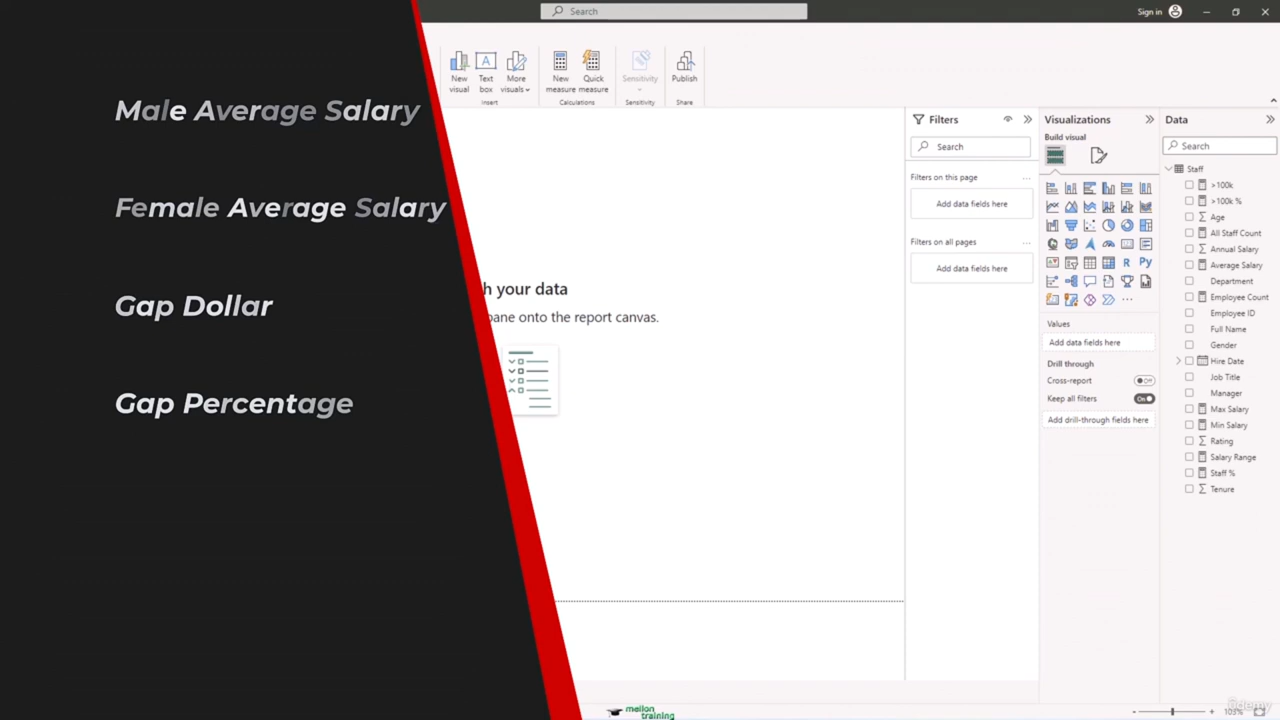 Male Average Salary
Female Average Salary
Gap Dollar
Gap Percentage
Search
Sign in
New visual
Text box
More visuals
Insert
New measure
Quick measure
Calculations
Sensitivity
Sensitivity
Publish
Share
h your data
pane onto the report canvas.
Filters
Search
Filters on this page
...
Add data fields here
Filters on all pages
...
Add data fields here
Visualizations
Build visual
R
Py
...
Values
Add data fields here
Drill through
Cross-report
Off
Keep all filters
On
Add drill-through fields here
Data
Search
Staff
>100k
>100k %
Age
All Staff Count
Annual Salary
Average Salary
Department
Employee Count
Employee ID
Full Name
Gender
Hire Date
Job Title
Manager
Max Salary
Min Salary
Rating
Salary Range
Staff %
Tenure
mellon
training
ûdemy
103%